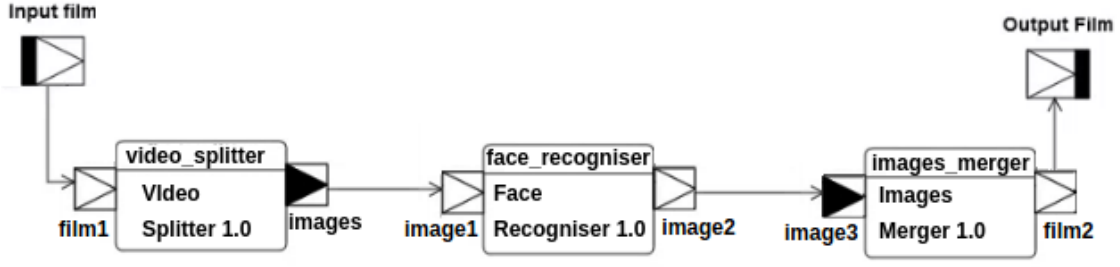 Input film
Output Film
video_splitter
VIdeo
Splitter 1.0
film1
images
face_recogniser
Face
Recogniser 1.0
image1
image2
images_merger
Images
Merger 1.0
image3
film2